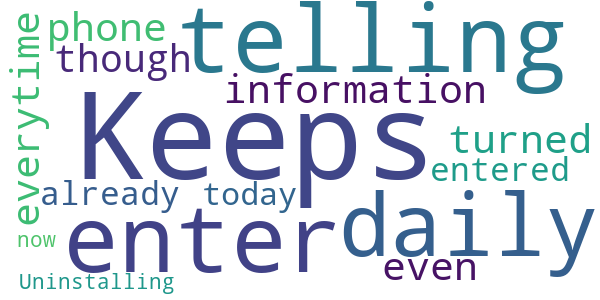 phone
telling
though
everytime
information
Keeps
turned
entered
already
today
daily
enter
now
even
Uninstalling